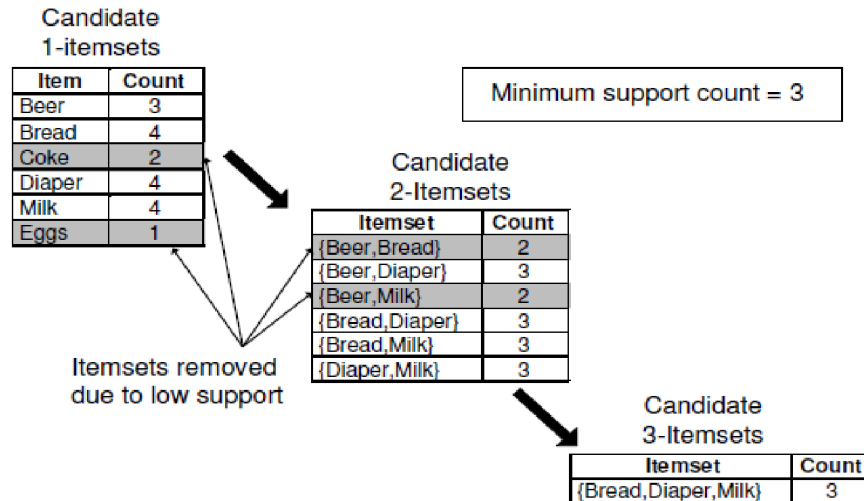 Candidate
1-itemsets
Item Count
Beer 3
Bread 4
Coke 2
Diaper 4
Milk 4
Eggs 1
Minimum support count = 3
Candidate
2-Itemsets
Itemset Count
{Beer,Bread} 2
{Beer,Diaper} 3
{Beer,Milk} 2
{Bread,Diaper} 3
{Bread,Milk} 3
{Diaper,Milk} 3
Itemsets removed
due to low support
Candidate
3-Itemsets
Itemset Count
{Bread,Diaper,Milk} 3